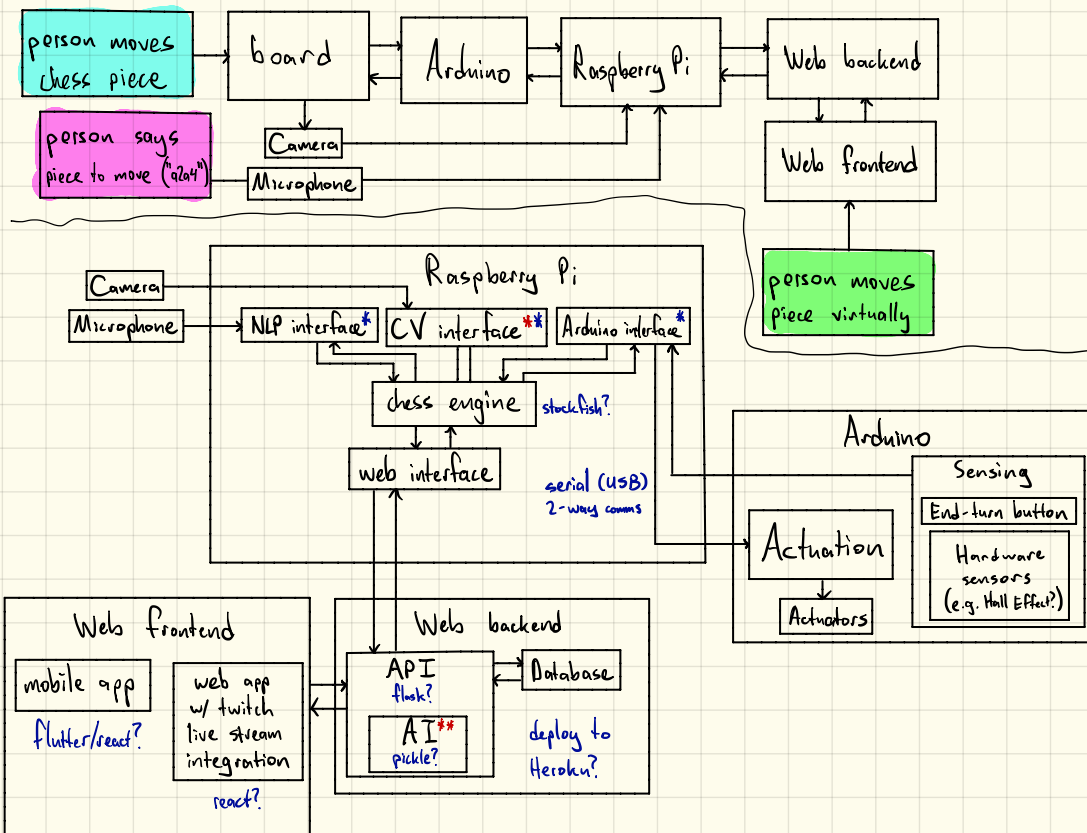 person moves
chess piece
board
Arduino
Raspberry Pi
Web backend
person says
piece to move ("a2a4")
Camera
Microphone
Web frontend
person moves
piece virtually
Raspberry Pi
Camera
Microphone
NLP interface*
CV interface**
Arduino interface*
chess engine
stockfish?
web interface
serial (USB)
2-way comms
Arduino
Sensing
End-turn button
Hardware
sensors
(e.g. Hall Effect?)
Actuation
Actuators
Web frontend
mobile app
flutter/react?
web app
w/ twitch
live stream
integration
react?
Web backend
API
flask?
AI**
pickle?
Database
deploy to
Heroku?